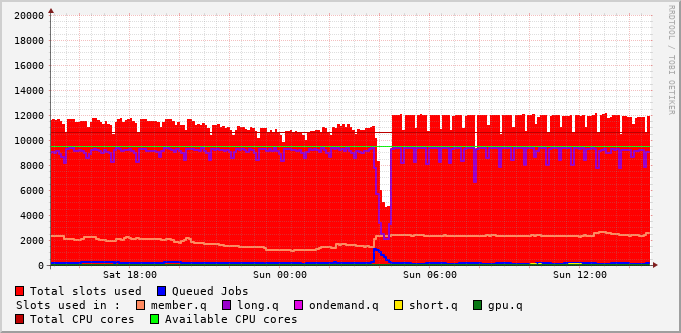 20000
18000
16000
14000
12000
10000
8000
6000
4000
2000
0
Sat 18:00 Sun 00:00 Sun 06:00 Sun 12:00
RRDTOOL / TOBI OETIKER
Total slots used Queued Jobs
Slots used in : member.q long.q ondemand.q short.q gpu.q
Total CPU cores Available CPU cores